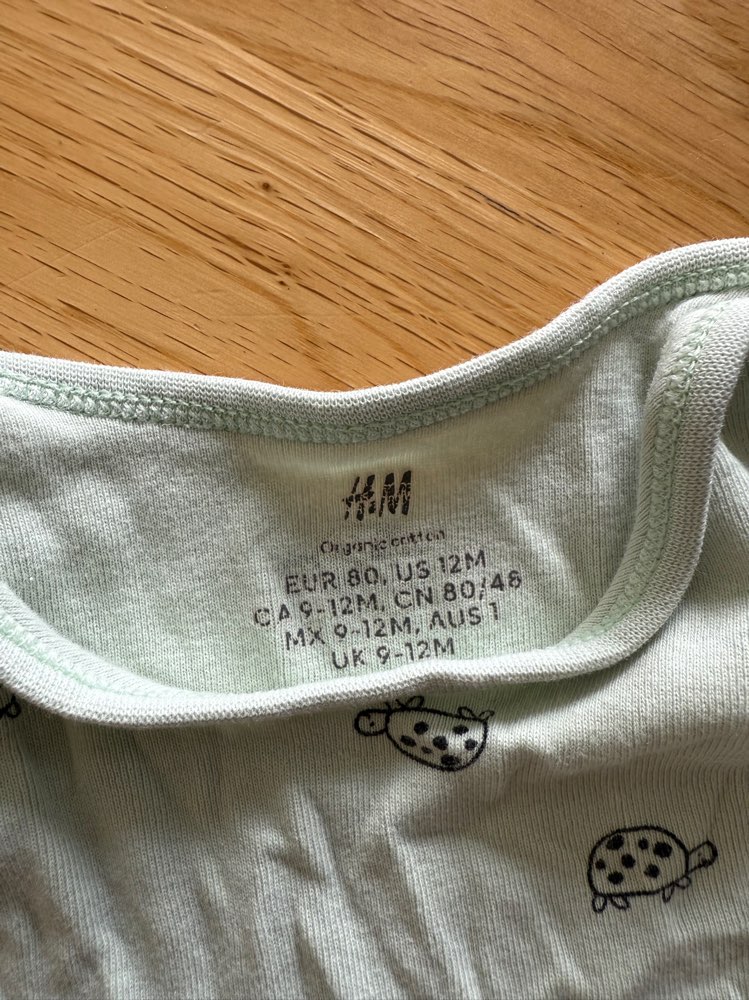 H&M
Organic cotton
EUR 80, US 12M
CA 9-12M, CN 80/48
MX 9-12M, AUS 1
UK 9-12M